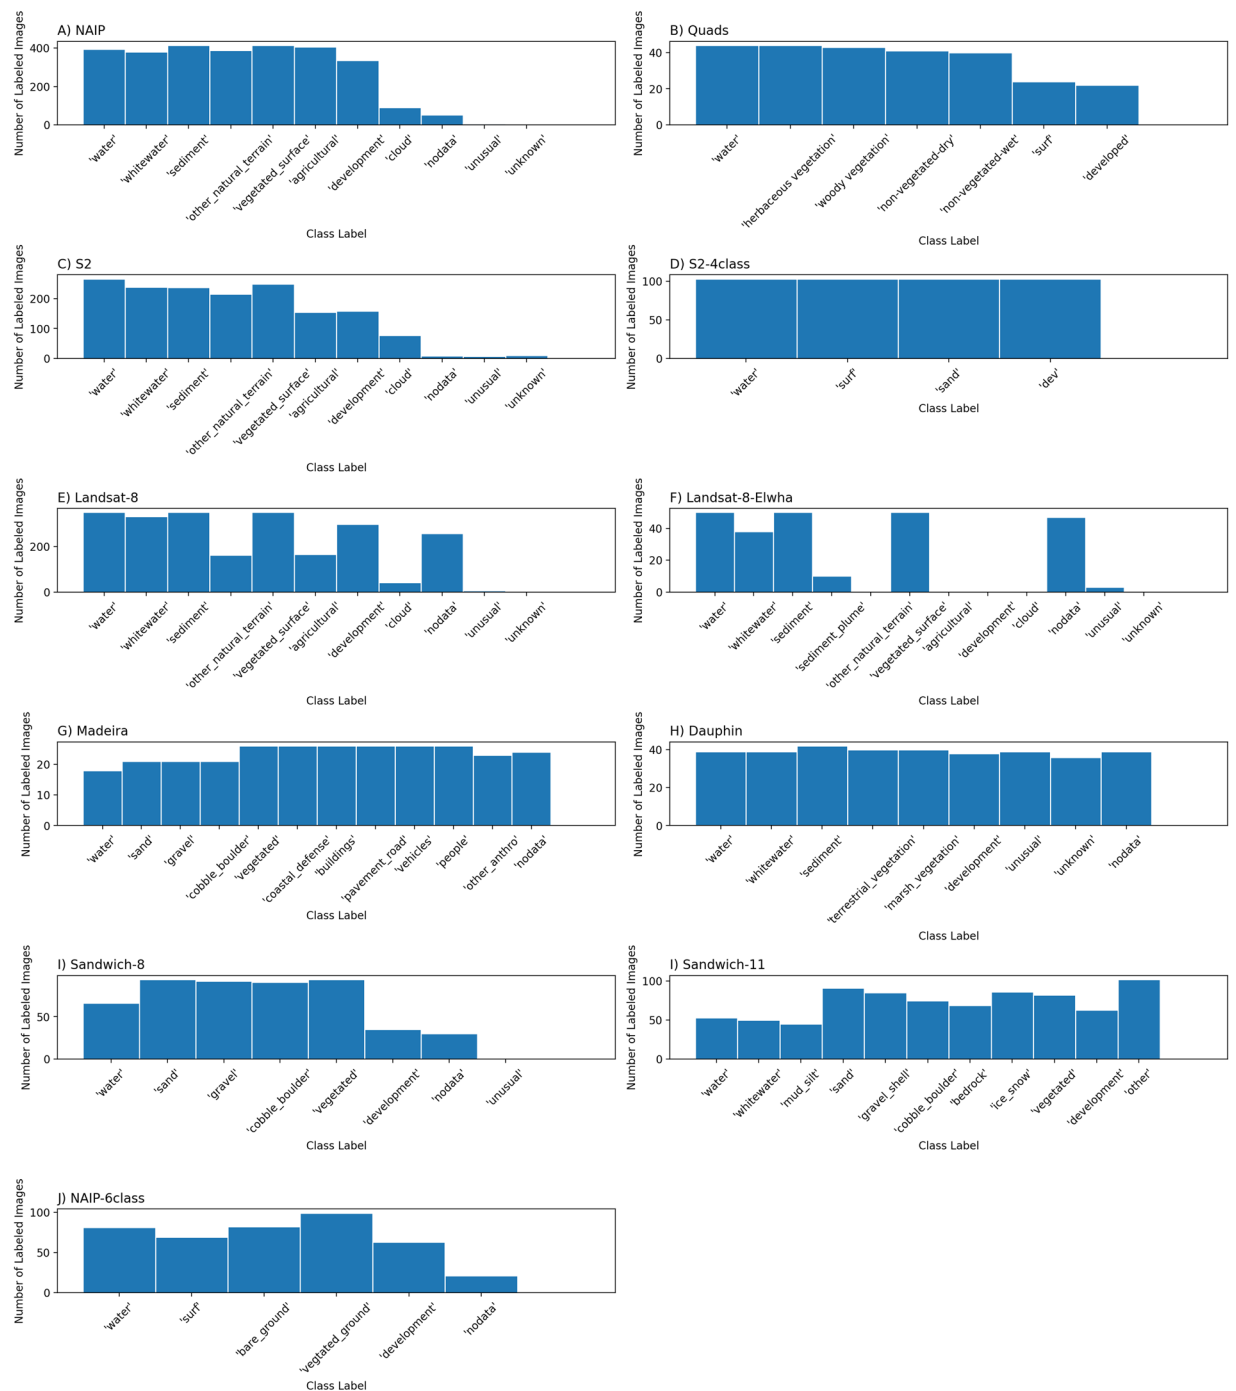 A) NAIP
Number of Labeled Images
400
200
0
'water'
'whitewater'
'sediment'
'other_natural_terrain'
'vegetated_surface'
'agricultural'
'development'
'cloud'
'nodata'
'unusual'
'unknown'
Class Label
B) Quads
Number of Labeled Images
40
20
0
'water'
'herbaceous vegetation'
'woody vegetation'
'non-vegetated-dry'
'non-vegetated-wet'
'surf'
'developed'
Class Label
C) S2
Number of Labeled Images
200
100
0
'water'
'whitewater'
'sediment'
'other_natural_terrain'
'vegetated_surface'
'agricultural'
'development'
'cloud'
'nodata'
'unusual'
'unknown'
Class Label
D) S2-4class
Number of Labeled Images
100
50
0
'water'
'surf'
'sand'
'dev'
Class Label
E) Landsat-8
Number of Labeled Images
200
0
'water'
'whitewater'
'sediment'
'other_natural_terrain'
'vegetated_surface'
'agricultural'
'development'
'cloud'
'nodata'
'unusual'
'unknown'
Class Label
F) Landsat-8-Elwha
Number of Labeled Images
40
20
0
'water'
'whitewater'
'sediment'
'sediment_plume'
'other_natural_terrain'
'vegetated_surface'
'agricultural'
'development'
'cloud'
'nodata'
'unusual'
'unknown'
Class Label
G) Madeira
Number of Labeled Images
20
10
0
'water'
'sand'
'gravel'
'cobble_boulder'
'vegetated'
'coastal_defense'
'buildings'
'pavement_road'
'vehicles'
'people'
'other_anthro'
'nodata'
Class Label
H) Dauphin
Number of Labeled Images
40
20
0
'water'
'whitewater'
'sediment'
'terrestrial_vegetation'
'marsh_vegetation'
'development'
'unusual'
'unknown'
'nodata'
Class Label
I) Sandwich-8
Number of Labeled Images
50
0
'water'
'sand'
'gravel'
'cobble_boulder'
'vegetated'
'development'
'nodata'
'unusual'
Class Label
I) Sandwich-11
Number of Labeled Images
100
50
0
'water'
'whitewater'
'mud_silt'
'sand'
'gravel_shell'
'cobble_boulder'
'bedrock'
'ice_snow'
'vegetated'
'development'
'other'
Class Label
J) NAIP-6class
Number of Labeled Images
100
50
0
'water'
'surf'
'bare_ground'
'vegtated_ground'
'development'
'nodata'
Class Label